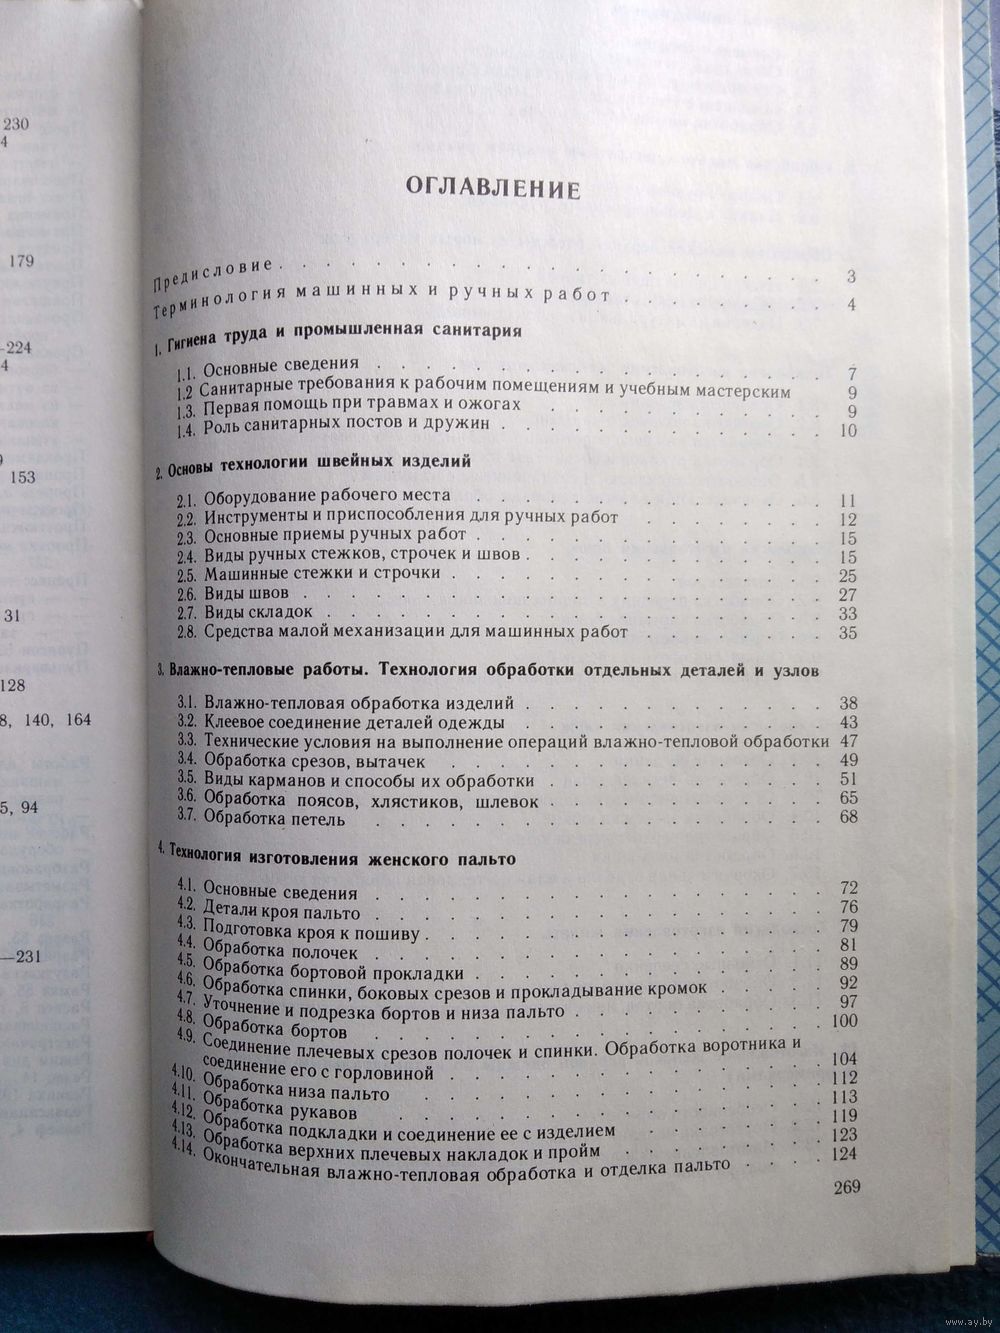 230
4
179
-224
4
153
31
128
8, 140, 164
5, 94
—231
ОГЛАВЛЕНИЕ
Предисловие . . . . . . . . . . . . . . . . . . 3
Терминология машинных и ручных работ . . . . . . . . 4
1. Гигиена труда и промышленная санитария
1.1. Основные сведения . . . . . . . . . . . . . . 7
1.2 Санитарные требования к рабочим помещениям и учебным мастерским 9
1.3. Первая помощь при травмах и ожогах . . . . . . . . . 9
1.4. Роль санитарных постов и дружин . . . . . . . . . . 10
2. Основы технологии швейных изделий
2.1. Оборудование рабочего места . . . . . . . . . . . 11
2.2. Инструменты и приспособления для ручных работ . . . . . . 12
2.3. Основные приемы ручных работ . . . . . . . . . . . 15
2.4. Виды ручных стежков, строчек и швов . . . . . . . . . 15
2.5. Машинные стежки и строчки . . . . . . . . . . . . 25
2.6. Виды швов . . . . . . . . . . . . . . . . . 27
2.7. Виды складок . . . . . . . . . . . . . . . . 33
2.8. Средства малой механизации для машинных работ . . . . . . 35
3. Влажно-тепловые работы. Технология обработки отдельных деталей и узлов
3.1. Влажно-тепловая обработка изделий . . . . . . . . . . 38
3.2. Клеевое соединение деталей одежды . . . . . . . . . . 43
3.3. Технические условия на выполнение операций влажно-тепловой обработки 47
3.4. Обработка срезов, вытачек . . . . . . . . . . . . 49
3.5. Виды карманов и способы их обработки . . . . . . . . . 51
3.6. Обработка поясов, хлястиков, шлевок . . . . . . . . . 65
3.7. Обработка петель . . . . . . . . . . . . . . . 68
4. Технология изготовления женского пальто
4.1. Основные сведения . . . . . . . . . . . . . . 72
4.2. Детали кроя пальто . . . . . . . . . . . . . . 76
4.3. Подготовка кроя к пошиву . . . . . . . . . . . . 79
4.4. Обработка полочек . . . . . . . . . . . . . . 81
4.5. Обработка бортовой прокладки . . . . . . . . . . . 89
4.6. Обработка спинки, боковых срезов и прокладывание кромок . . . . 92
4.7. Уточнение и подрезка бортов и низа пальто . . . . . . . . 97
4.8. Обработка бортов . . . . . . . . . . . . . . . 100
4.9. Соединение плечевых срезов полочек и спинки. Обработка воротника и
соединение его с горловиной . . . . . . . . . . . . 104
4.10. Обработка низа пальто . . . . . . . . . . . . . 112
4.11. Обработка рукавов . . . . . . . . . . . . . . 113
4.12. Обработка подкладки и соединение ее с изделием . . . . . . 119
4.13. Обработка верхних плечевых накладок и пройм . . . . . . . 123
4.14. Окончательная влажно-тепловая обработка и отделка пальто . . . . 124
269
www.ay.by